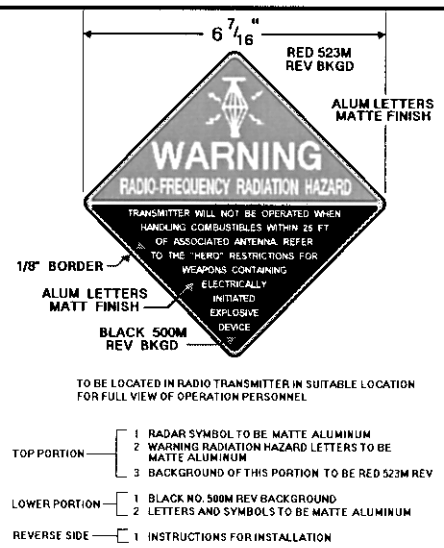 6 7/16 "
RED 523M
REV BKGD
ALUM LETTERS
MATTE FINISH
WARNING
RADIO-FREQUENCY RADIATION HAZARD
TRANSMITTER WILL NOT BE OPERATED WHEN
HANDLING COMBUSTIBLES WITHIN 25 FT
OF ASSOCIATED ANTENNA. REFER
TO THE "HERO" RESTRICTIONS FOR
WEAPONS CONTAINING
ELECTRICALLY
INITIATED
EXPLOSIVE
DEVICE
1/8" BORDER
ALUM LETTERS
MATT FINISH
BLACK 500M
REV BKGD
TO BE LOCATED IN RADIO TRANSMITTER IN SUITABLE LOCATION
FOR FULL VIEW OF OPERATION PERSONNEL
TOP PORTION
1 RADAR SYMBOL TO BE MATTE ALUMINUM
2 WARNING RADIATION HAZARD LETTERS TO BE
MATTE ALUMINUM
3 BACKGROUND OF THIS PORTION TO BE RED 523M REV
LOWER PORTION
1 BLACK NO. 500M REV BACKGROUND
2 LETTERS AND SYMBOLS TO BE MATTE ALUMINUM
REVERSE SIDE
1 INSTRUCTIONS FOR INSTALLATION